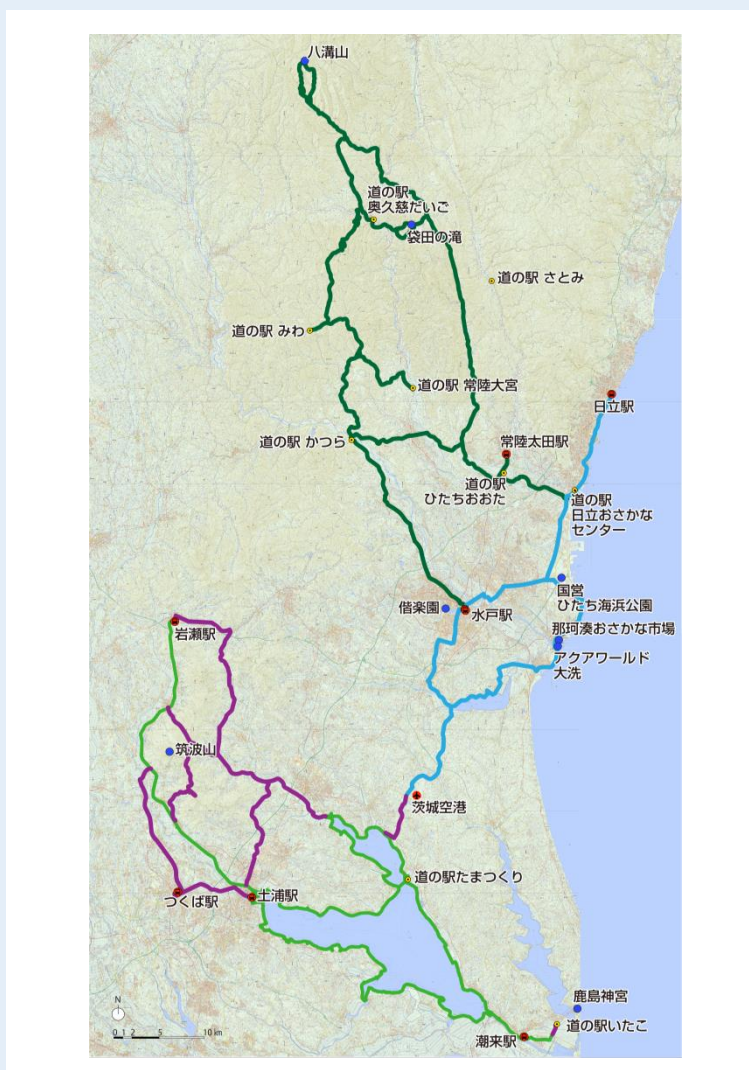 八溝山
道の駅
奥久慈だいご
袋田の滝
道の駅 さとみ
道の駅 みわ
道の駅 常陸大宮
日立駅
道の駅 かつら
常陸太田駅
道の駅
ひたちおおた
道の駅
日立おさかな
センター
国営
ひたち海浜公園
偕楽園
水戸駅
那珂湊おさかな市場
アクアワールド
大洗
岩瀬駅
筑波山
茨城空港
道の駅たまつくり
つくば駅
土浦駅
鹿島神宮
道の駅いたこ
潮来駅
N
0 1 2 5 10 km